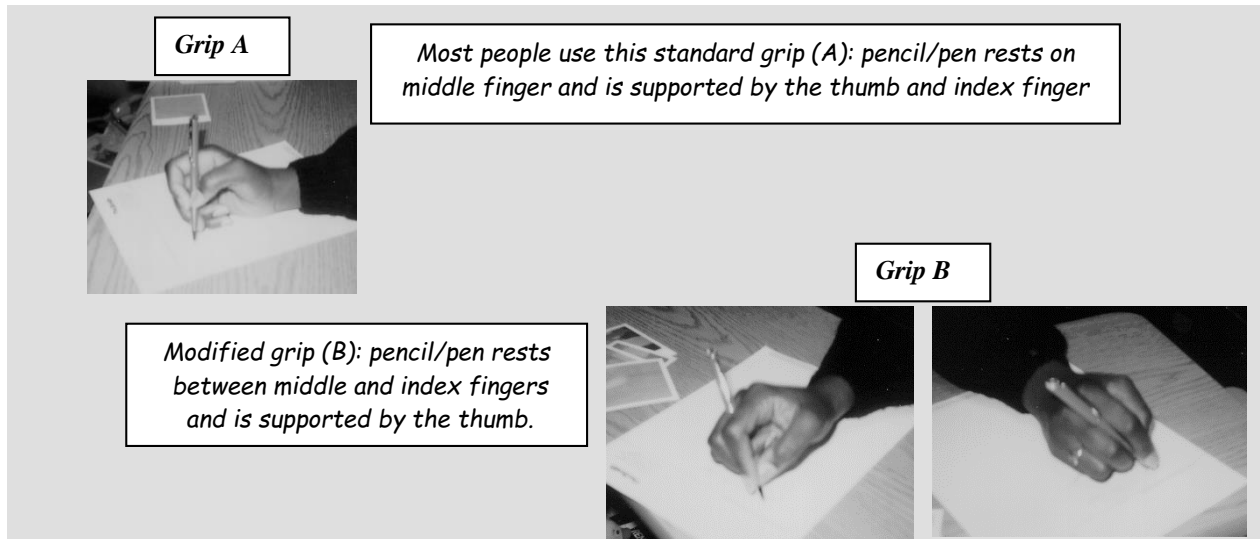 Grip A
Most people use this standard grip (A): pencil/pen rests on
middle finger and is supported by the thumb and index finger
Grip B
Modified grip (B): pencil/pen rests
between middle and index fingers
and is supported by the thumb.